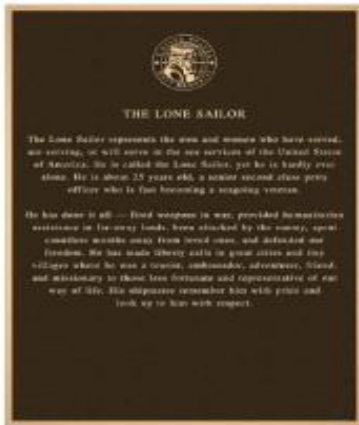 THE LONE SAILOR
The Lone Sailor represents the men and women who have served,
are serving, or will serve in the sea services of the United States
of America. He is called the Lone Sailor, yet he is hardly ever
alone. He is about 25 years old, a senior second class petty
officer who is fast becoming a seagoing veteran.
He has done it all — fired weapons in war, provided humanitarian
assistance in far-away lands, been attacked by the enemy, spent
countless months away from loved ones, and defended our
freedom. He has made liberty calls in great cities and tiny
villages where he was a tourist, ambassador, adventurer, friend,
and missionary to those less fortunate and representative of our
way of life. His shipmates remember him with pride and
look up to him with respect.